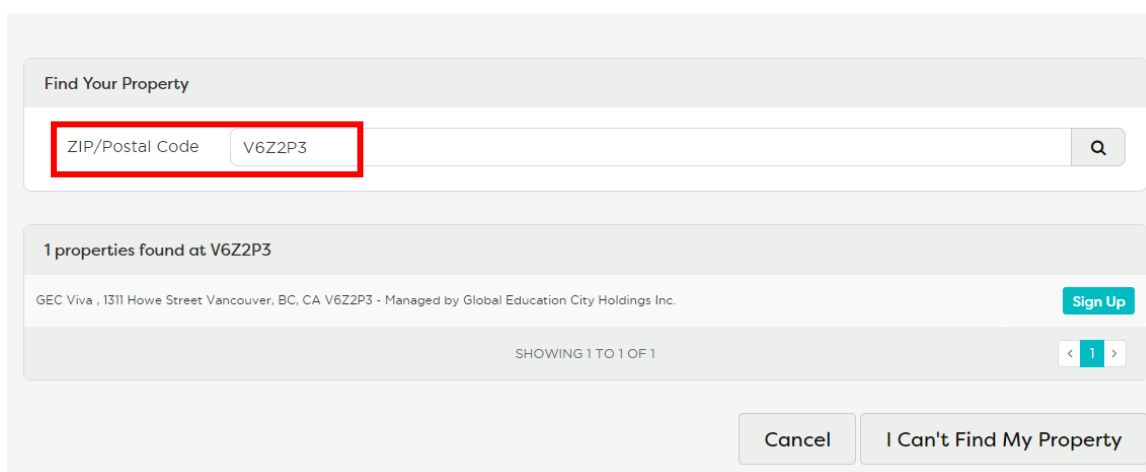 Find Your Property
ZIP/Postal Code V6Z2P3
1 properties found at V6Z2P3
GEC Viva , 1311 Howe Street Vancouver, BC, CA V6Z2P3 - Managed by Global Education City Holdings Inc. Sign Up
SHOWING 1 TO 1 OF 1 < 1 >
Cancel I Can't Find My Property